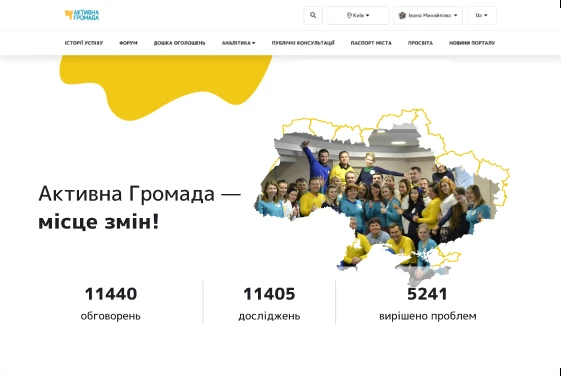 АКТИВНА
ГРОМАДА
Київ
Івана Михайлова
Ua
ІСТОРІЇ УСПІХУ ФОРУМ ДОШКА ОГОЛОШЕНЬ АНАЛІТИКА ПУБЛІЧНІ КОНСУЛЬТАЦІЇ ПАСПОРТ МІСТА ПРОСВІТА НОВИНИ ПОРТАЛУ
Активна Громада —
місце змін!
11440 11405 5241
обговорень досліджень вирішено проблем